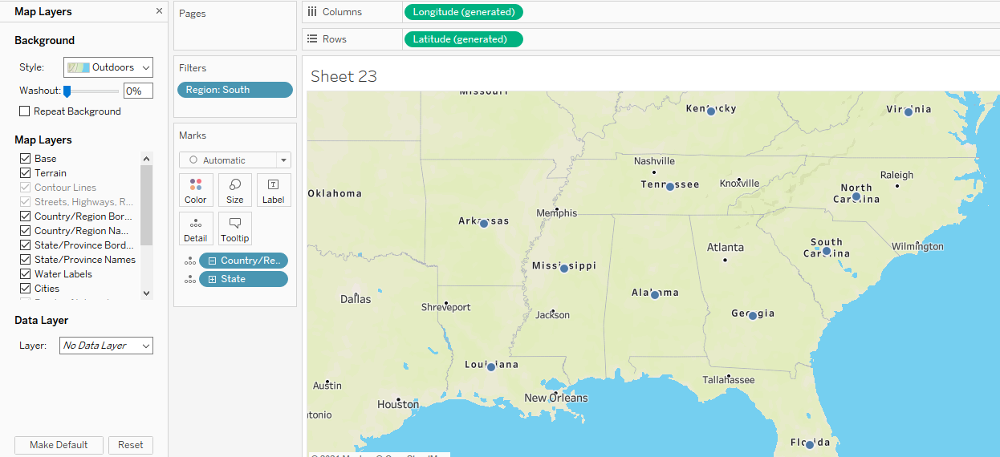 Map Layers
Background
Style:
Outdoors
Washout:
0%
Repeat Background
Map Layers
Base
Terrain
Contour Lines
Streets, Highways, R...
Country/Region Bor...
Country/Region Na...
State/Province Bord...
State/Province Names
Water Labels
Cities
Data Layer
Layer:
No Data Layer
Make Default
Reset
Pages
Filters
Region: South
Marks
Automatic
Color
Size
Label
Detail
Tooltip
Country/Re..
State
Columns
Longitude (generated)
Rows
Latitude (generated)
Sheet 23
Missouri
Kentucky
Virginia
Nashville
Tennessee
Knoxville
Raleigh
North
Carolina
Oklahoma
Memphis
Arkansas
Atlanta
South
Carolina
Wilmington
Mississippi
Alabama
Dallas
Shreveport
Jackson
Georgia
Louisiana
Tallahassee
Austin
New Orleans
Houston
tonio
Florida